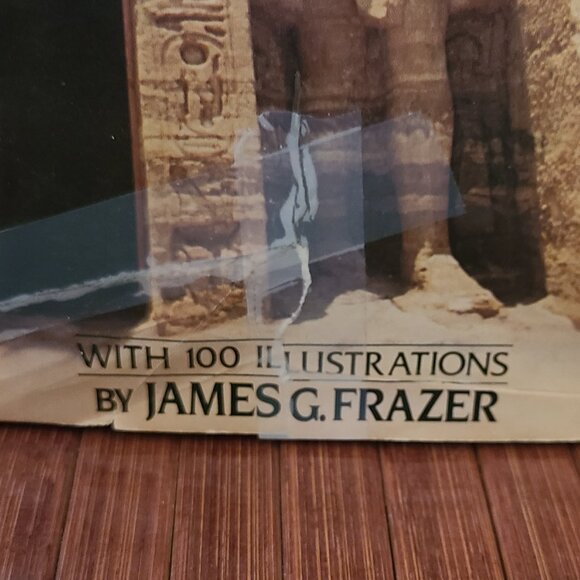 WITH 100 ILLUSTRATIONS
BY JAMES G. FRAZER